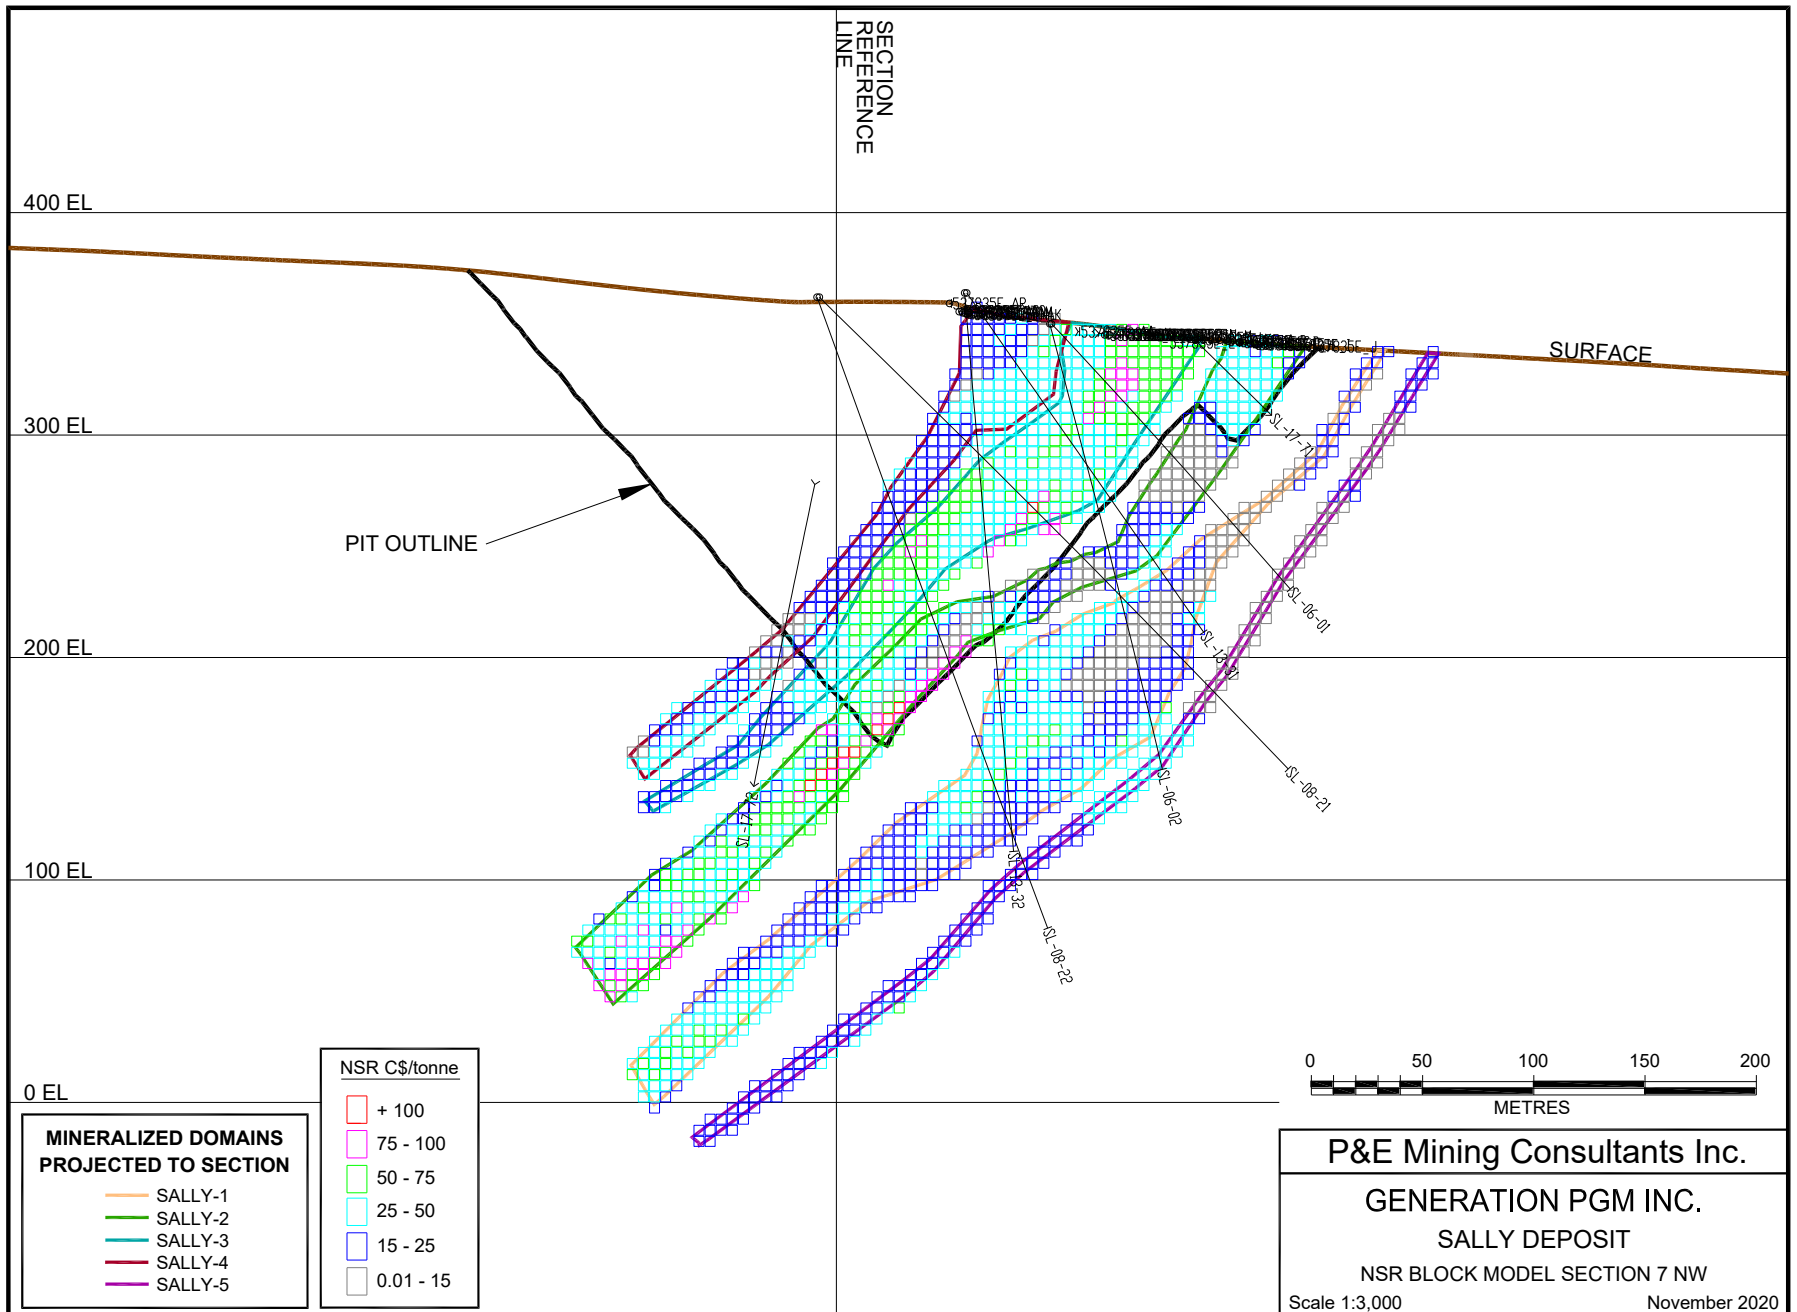 SECTION
REFERENCE
LINE
400 EL
SURFACE
300 EL
SL-17-71
PIT OUTLINE
SL-06-01
200 EL
SL-06-02
SL-08-21
SL-17-72
100 EL
SL-08-22
0 EL
NSR C$/tonne
+ 100
75 - 100
50 - 75
25 - 50
15 - 25
0.01 - 15
MINERALIZED DOMAINS
PROJECTED TO SECTION
SALLY-1
SALLY-2
SALLY-3
SALLY-4
SALLY-5
0 50 100 150 200
METRES
P&E Mining Consultants Inc.
GENERATION PGM INC.
SALLY DEPOSIT
NSR BLOCK MODEL SECTION 7 NW
Scale 1:3,000 November 2020